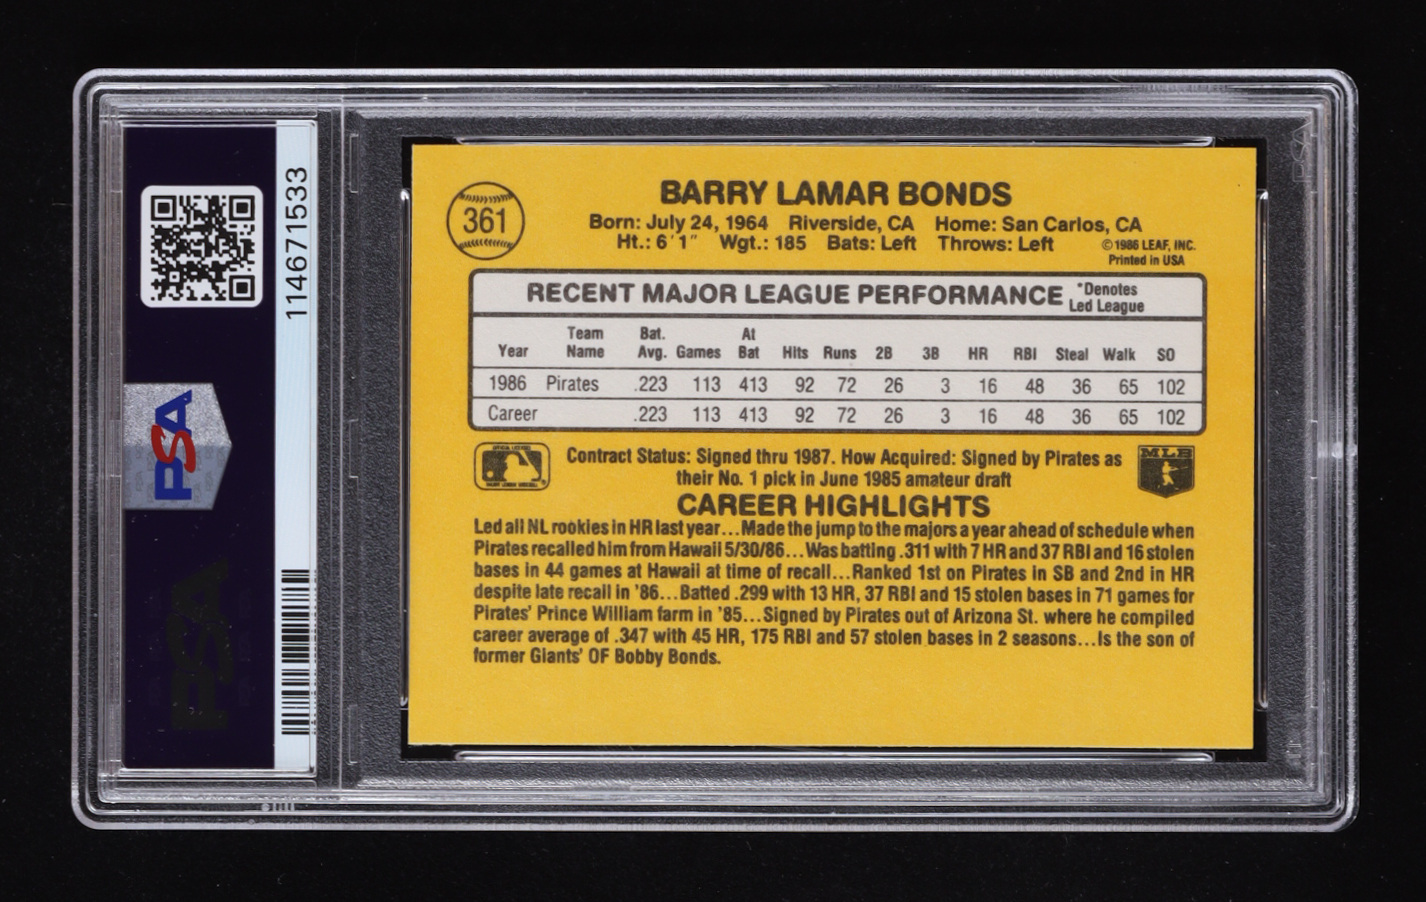 114671533
PSA
PSA
361
BARRY LAMAR BONDS
Born: July 24, 1964 Riverside, CA Home: San Carlos, CA
Ht.: 6'1" Wgt.: 185 Bats: Left Throws: Left
©1986 LEAF, INC.
Printed in USA
RECENT MAJOR LEAGUE PERFORMANCE *Denotes
Led League
Year Team Name Bat. Avg. Games At Bat Hits Runs 2B 3B HR RBI Steal Walk SO
1986 Pirates .223 113 413 92 72 26 3 16 48 36 65 102
Career .223 113 413 92 72 26 3 16 48 36 65 102
Contract Status: Signed thru 1987. How Acquired: Signed by Pirates as
their No. 1 pick in June 1985 amateur draft
MLB
CAREER HIGHLIGHTS
Led all NL rookies in HR last year...Made the jump to the majors a year ahead of schedule when
Pirates recalled him from Hawaii 5/30/86...Was batting .311 with 7 HR and 37 RBI and 16 stolen
bases in 44 games at Hawaii at time of recall...Ranked 1st on Pirates in SB and 2nd in HR
despite late recall in '86...Batted .299 with 13 HR, 37 RBI and 15 stolen bases in 71 games for
Pirates' Prince William farm in '85...Signed by Pirates out of Arizona St. where he compiled
career average of .347 with 45 HR, 175 RBI and 57 stolen bases in 2 seasons...Is the son of
former Giants' OF Bobby Bonds.